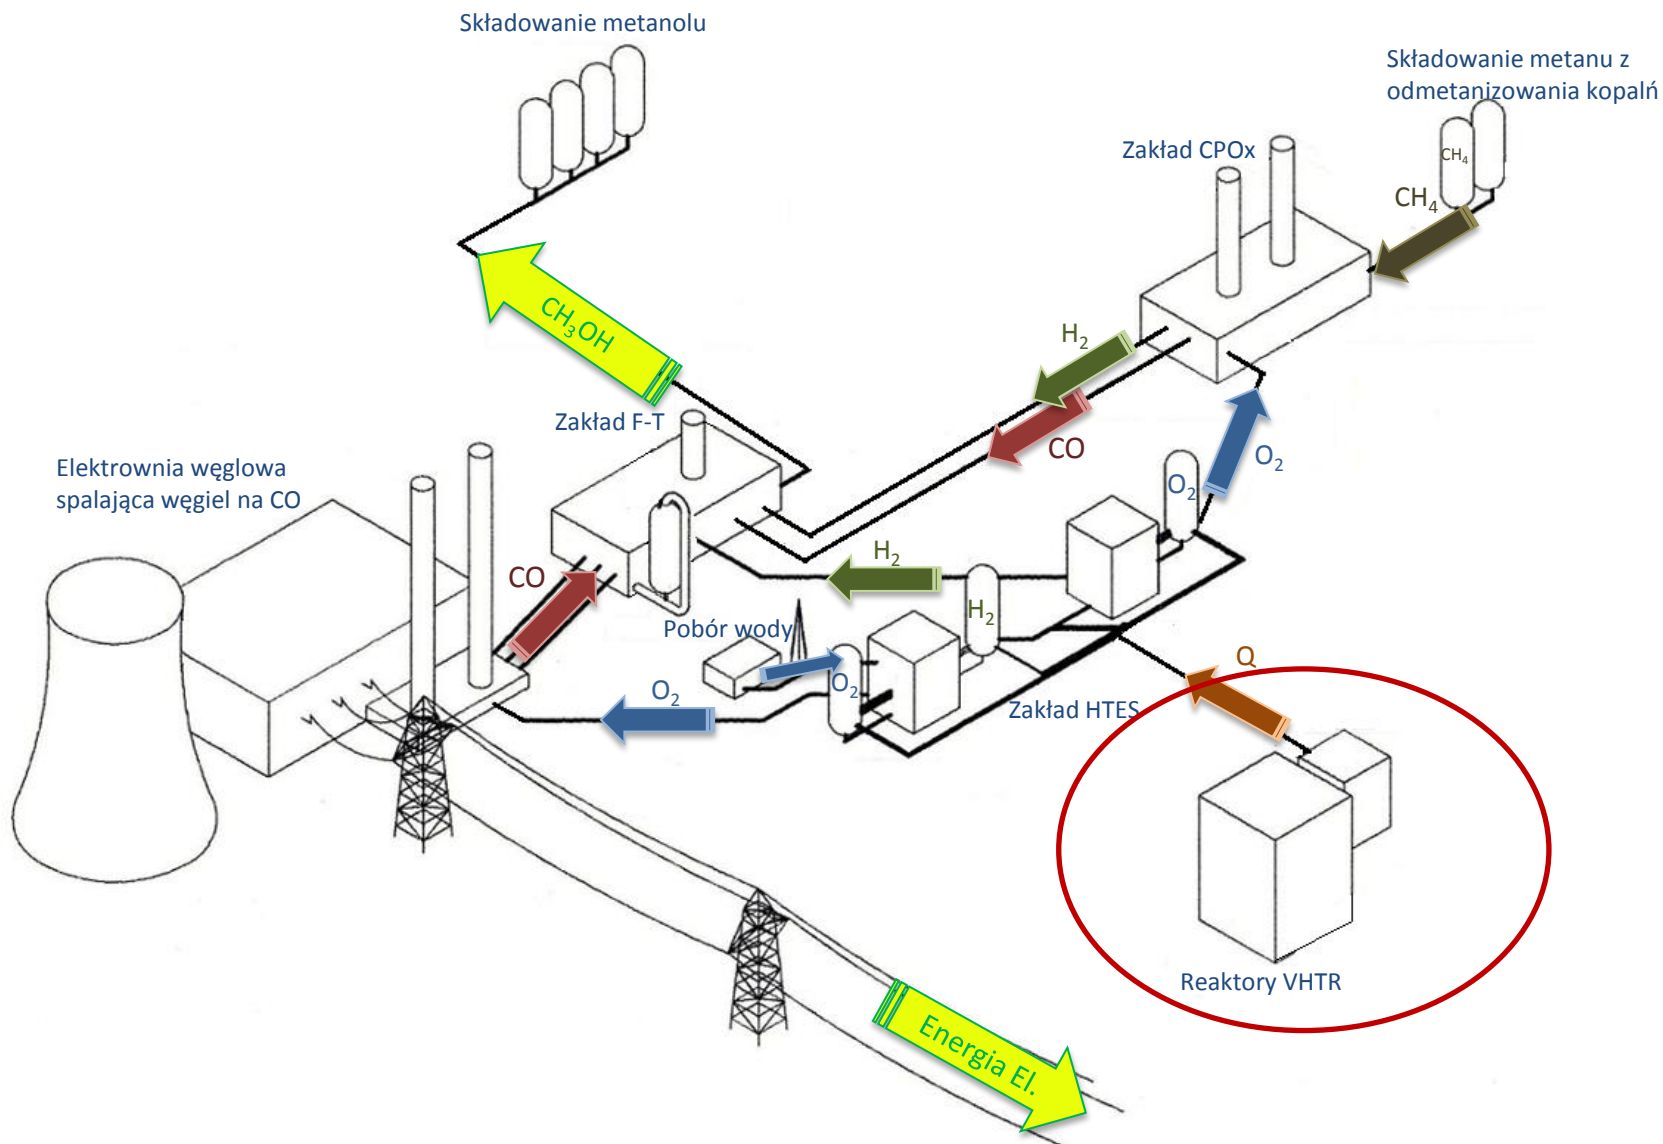 Składowanie metanolu
Składowanie metanu z
odmetanizowania kopalń
Zakład CPOx
CH₄
CH₄
CH₃OH
H₂
CO
Zakład F-T
O₂
O₂
Elektrownia węglowa
spalająca węgiel na CO
CO
H₂
H₂
Pobór wody
O₂
O₂
Q
Zakład HTES
Reaktory VHTR
Energia El.